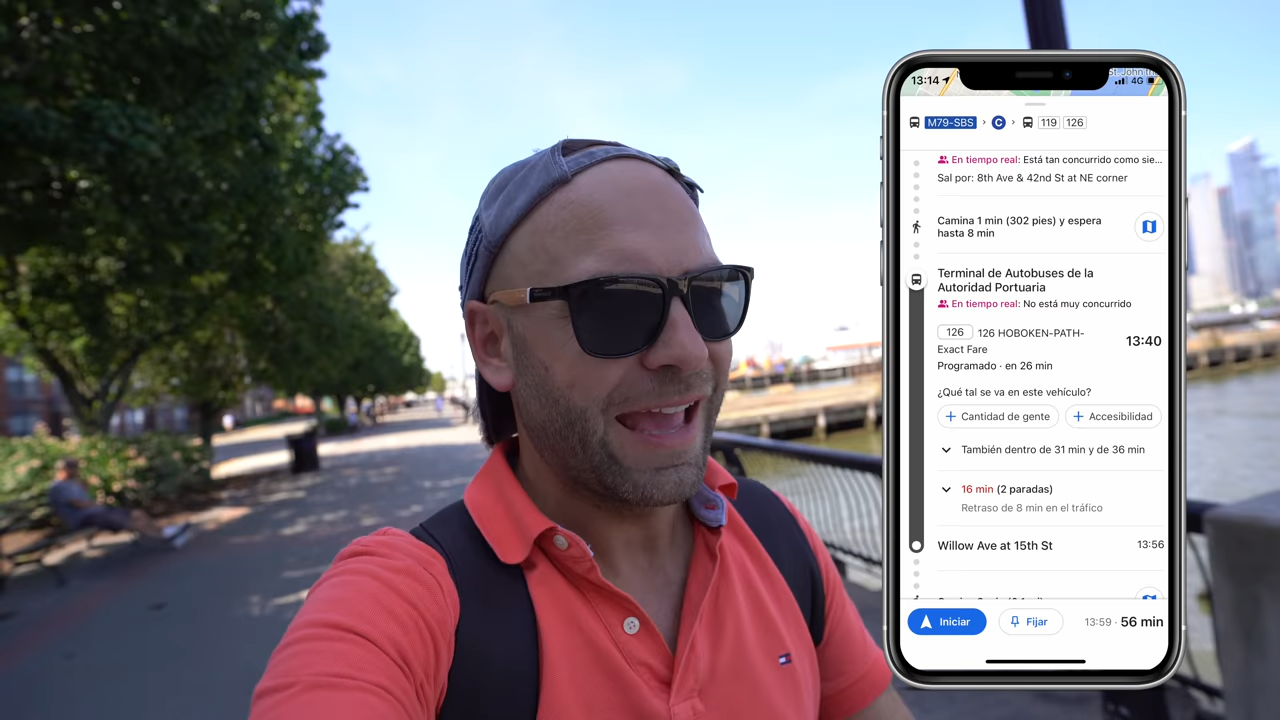 St. John the
13:14
4G
M79-SBS > C > 119 126
En tiempo real: Está tan concurrido como sie...
Sal por: 8th Ave & 42nd St at NE corner
Camina 1 min (302 pies) y espera
hasta 8 min
Terminal de Autobuses de la
Autoridad Portuaria
En tiempo real: No está muy concurrido
126 126 HOBOKEN-PATH-
Exact Fare
13:40
Programado · en 26 min
¿Qué tal se va en este vehículo?
+ Cantidad de gente
+ Accesibilidad
También dentro de 31 min y de 36 min
16 min (2 paradas)
Retraso de 8 min en el tráfico
Willow Ave at 15th St 13:56
Iniciar
Fijar
13:59 · 56 min